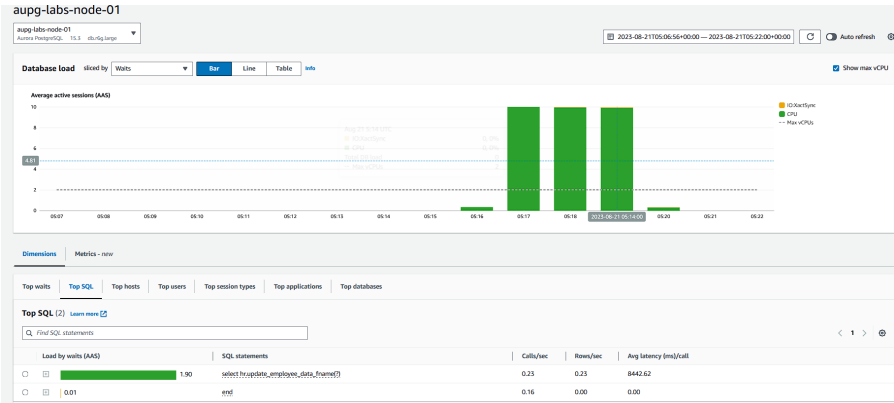 aupg-labs-node-01
aupg-labs-node-01
Aurora PostgreSQL 15.3 db.r6g.large
2023-08-21T05:06:56+00:00 — 2023-08-21T05:22:00+00:00
Auto refresh
Database load sliced by Waits Bar Line Table Info
Show max vCPU
Average active sessions (AAS)
10
8
6
4.81
4
2
0
IO:XactSync
CPU
Max vCPUs
05:07 05:08 05:09 05:10 05:11 05:12 05:13 05:14 05:15 05:16 05:17 05:18 2023-08-21 05:14:00 05:20 05:21 05:22
Dimensions Metrics - new
Top waits Top SQL Top hosts Top users Top session types Top applications Top databases
Top SQL (2) Learn more
Find SQL statements
1
Load by waits (AAS) SQL statements Calls/sec Rows/sec Avg latency (ms)/call
1.90 select hr.update_employee_data_fname(?) 0.23 0.23 8442.62
0.01 end 0.16 0.00 0.00